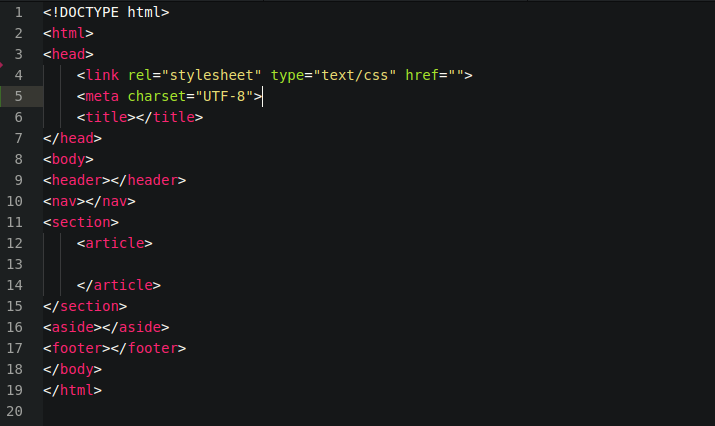 1 <!DOCTYPE html>
2 <html>
3 <head>
4     <link rel="stylesheet" type="text/css" href="">
5     <meta charset="UTF-8">
6     <title></title>
7 </head>
8 <body>
9 <header></header>
10 <nav></nav>
11 <section>
12     <article>
13
14     </article>
15 </section>
16 <aside></aside>
17 <footer></footer>
18 </body>
19 </html>
20